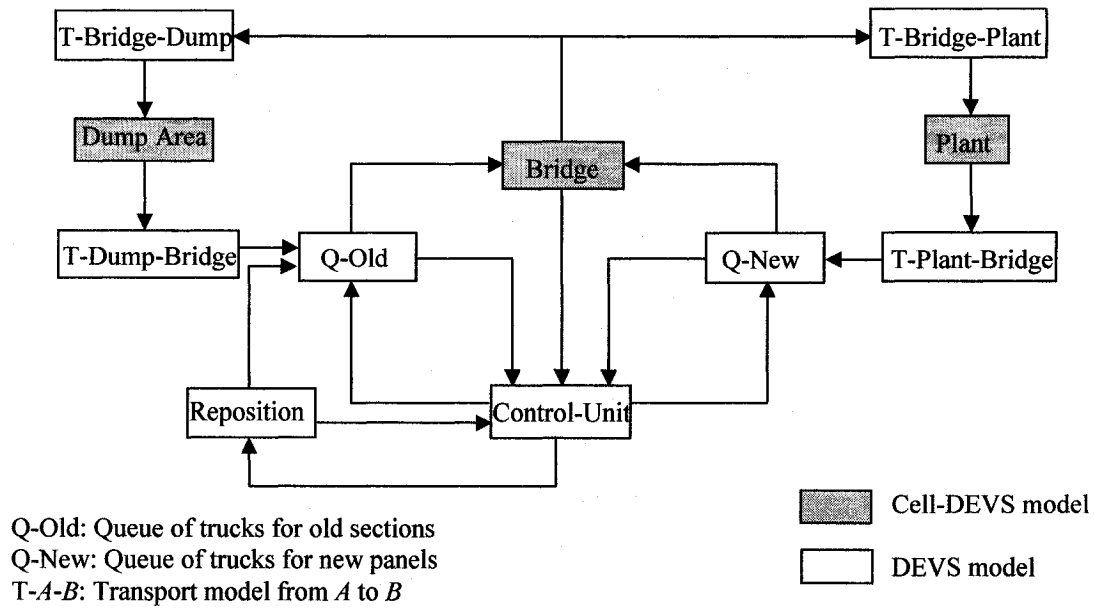 T-Bridge-Dump
T-Bridge-Plant
Dump Area
Plant
Bridge
T-Dump-Bridge
Q-Old
Q-New
T-Plant-Bridge
Reposition
Control-Unit
Q-Old: Queue of trucks for old sections
Q-New: Queue of trucks for new panels
T-A-B: Transport model from A to B
Cell-DEVS model
DEVS model